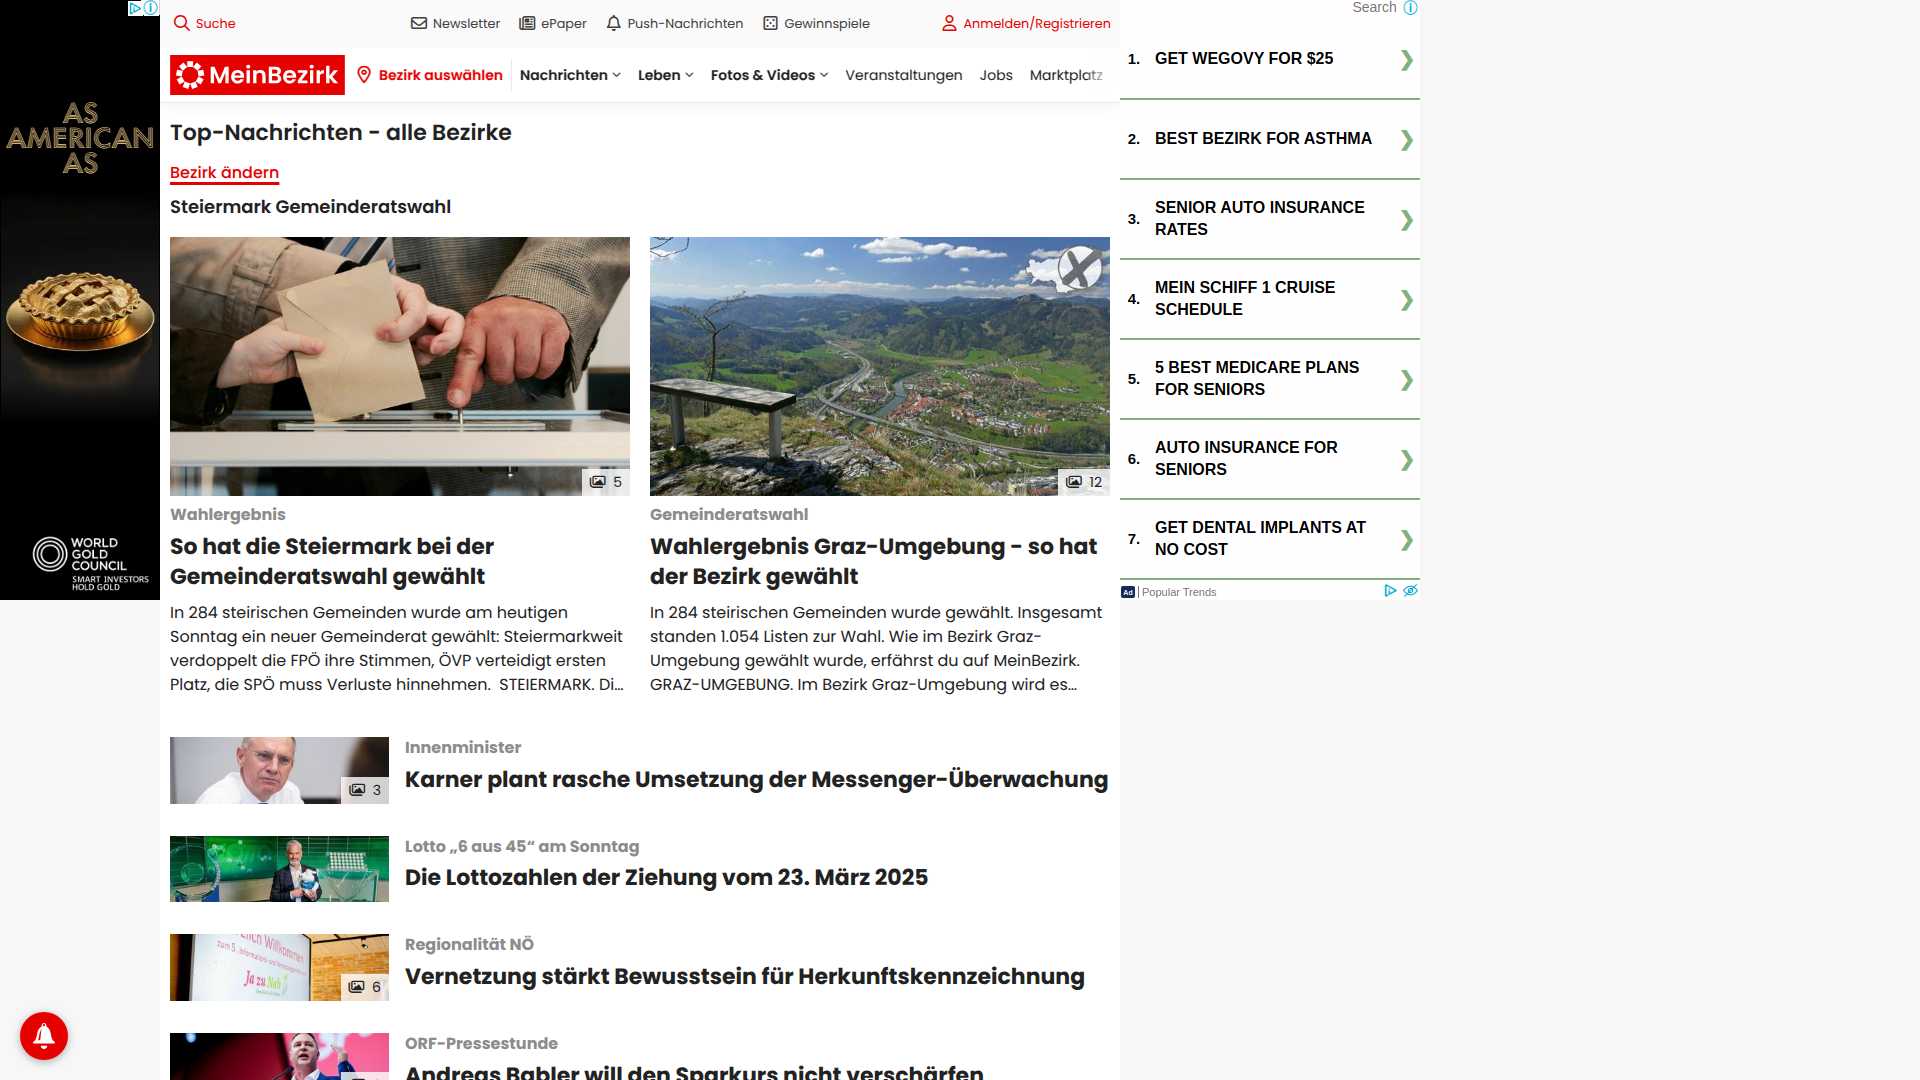 Suche
Newsletter
ePaper
Push-Nachrichten
Gewinnspiele
Anmelden/Registrieren
MeinBezirk
Bezirk auswählen
Nachrichten
Leben
Fotos & Videos
Veranstaltungen
Jobs
Marktplatz
AS
AMERICAN
AS
WORLD
GOLD
COUNCIL
SMART INVESTORS
HOLD GOLD
Top-Nachrichten - alle Bezirke
Bezirk ändern
Steiermark Gemeinderatswahl
5
Wahlergebnis
So hat die Steiermark bei der
Gemeinderatswahl gewählt
In 284 steirischen Gemeinden wurde am heutigen
Sonntag ein neuer Gemeinderat gewählt: Steiermarkweit
verdoppelt die FPÖ ihre Stimmen, ÖVP verteidigt ersten
Platz, die SPÖ muss Verluste hinnehmen. STEIERMARK. Di...
12
Gemeinderatswahl
Wahlergebnis Graz-Umgebung - so hat
der Bezirk gewählt
In 284 steirischen Gemeinden wurde gewählt. Insgesamt
standen 1.054 Listen zur Wahl. Wie im Bezirk Graz-
Umgebung gewählt wurde, erfährst du auf MeinBezirk.
GRAZ-UMGEBUNG. Im Bezirk Graz-Umgebung wird es...
3
Innenminister
Karner plant rasche Umsetzung der Messenger-Überwachung
Lotto „6 aus 45“ am Sonntag
Die Lottozahlen der Ziehung vom 23. März 2025
Willkommen
Ja zu Nah
6
Regionalität NÖ
Vernetzung stärkt Bewusstsein für Herkunftskennzeichnung
ORF-Pressestunde
Andreas Babler will den Sparkurs nicht verschärfen
Search
1. GET WEGOVY FOR $25
2. BEST BEZIRK FOR ASTHMA
3. SENIOR AUTO INSURANCE
RATES
4. MEIN SCHIFF 1 CRUISE
SCHEDULE
5. 5 BEST MEDICARE PLANS
FOR SENIORS
6. AUTO INSURANCE FOR
SENIORS
7. GET DENTAL IMPLANTS AT
NO COST
Ad | Popular Trends